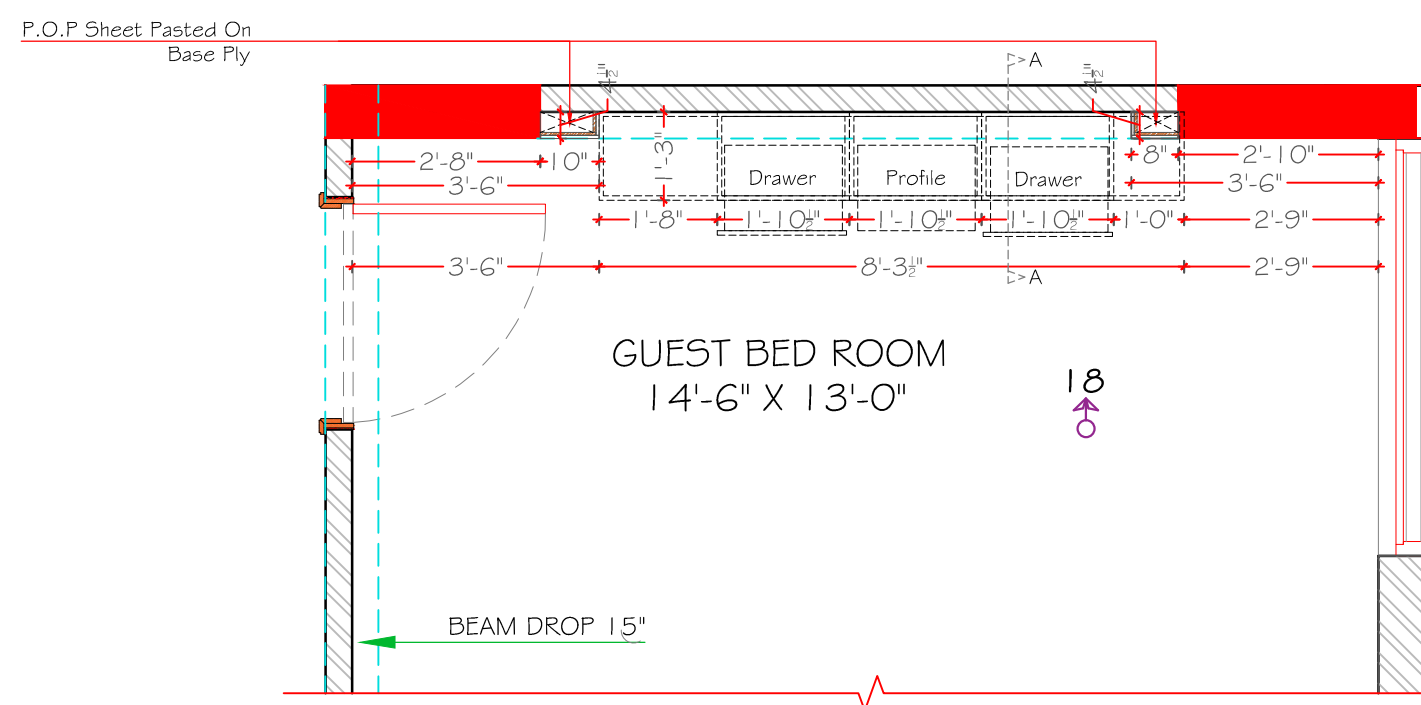 P.O.P Sheet Pasted On
Base Ply
A
4½"
4½"
2'-8"
10"
1'-3"
8"
2'-10"
3'-6"
3'-6"
Drawer
Profile
Drawer
1'-8"
1'-10½"
1'-10½"
1'-10½"
1'-0"
2'-9"
3'-6"
8'-3½"
2'-9"
A
GUEST BED ROOM
14'-6" X 13'-0"
18
BEAM DROP 15"